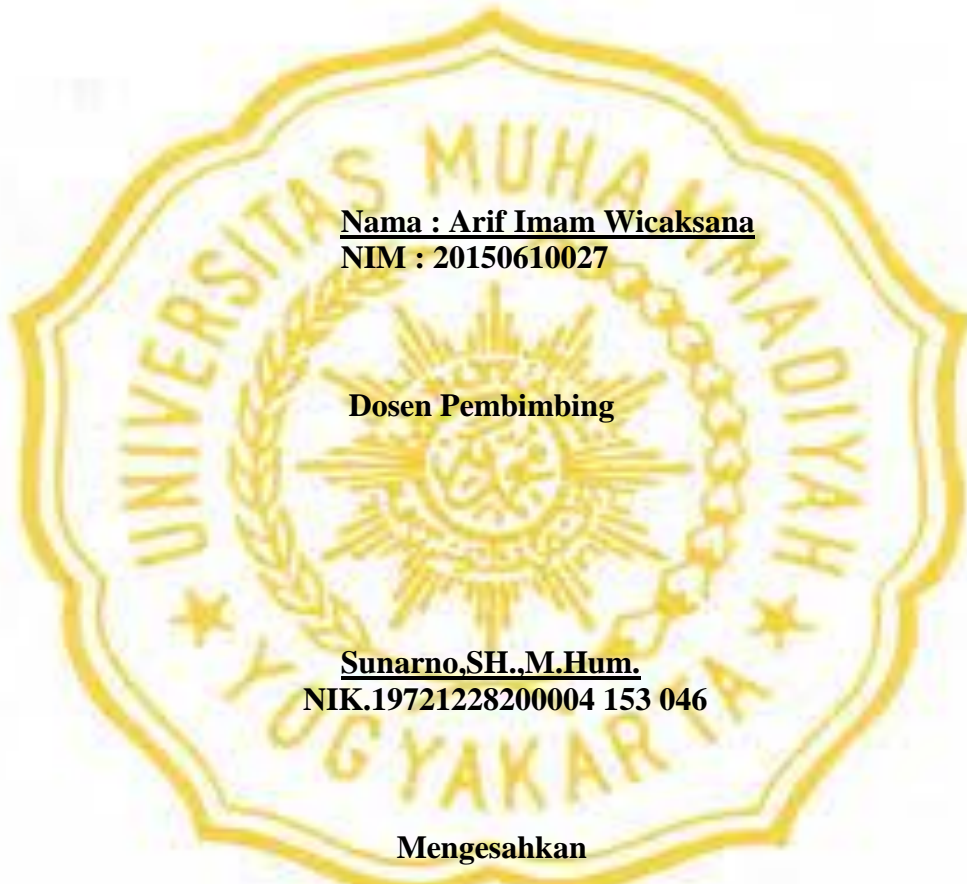 UNIVERSITAS MUHAMMADIYAH
Nama : Arif Imam Wicaksana
NIM : 20150610027
Dosen Pembimbing
Sunarno,SH.,M.Hum.
NIK.19721228200004 153 046
YOGYAKARTA
Mengesahkan